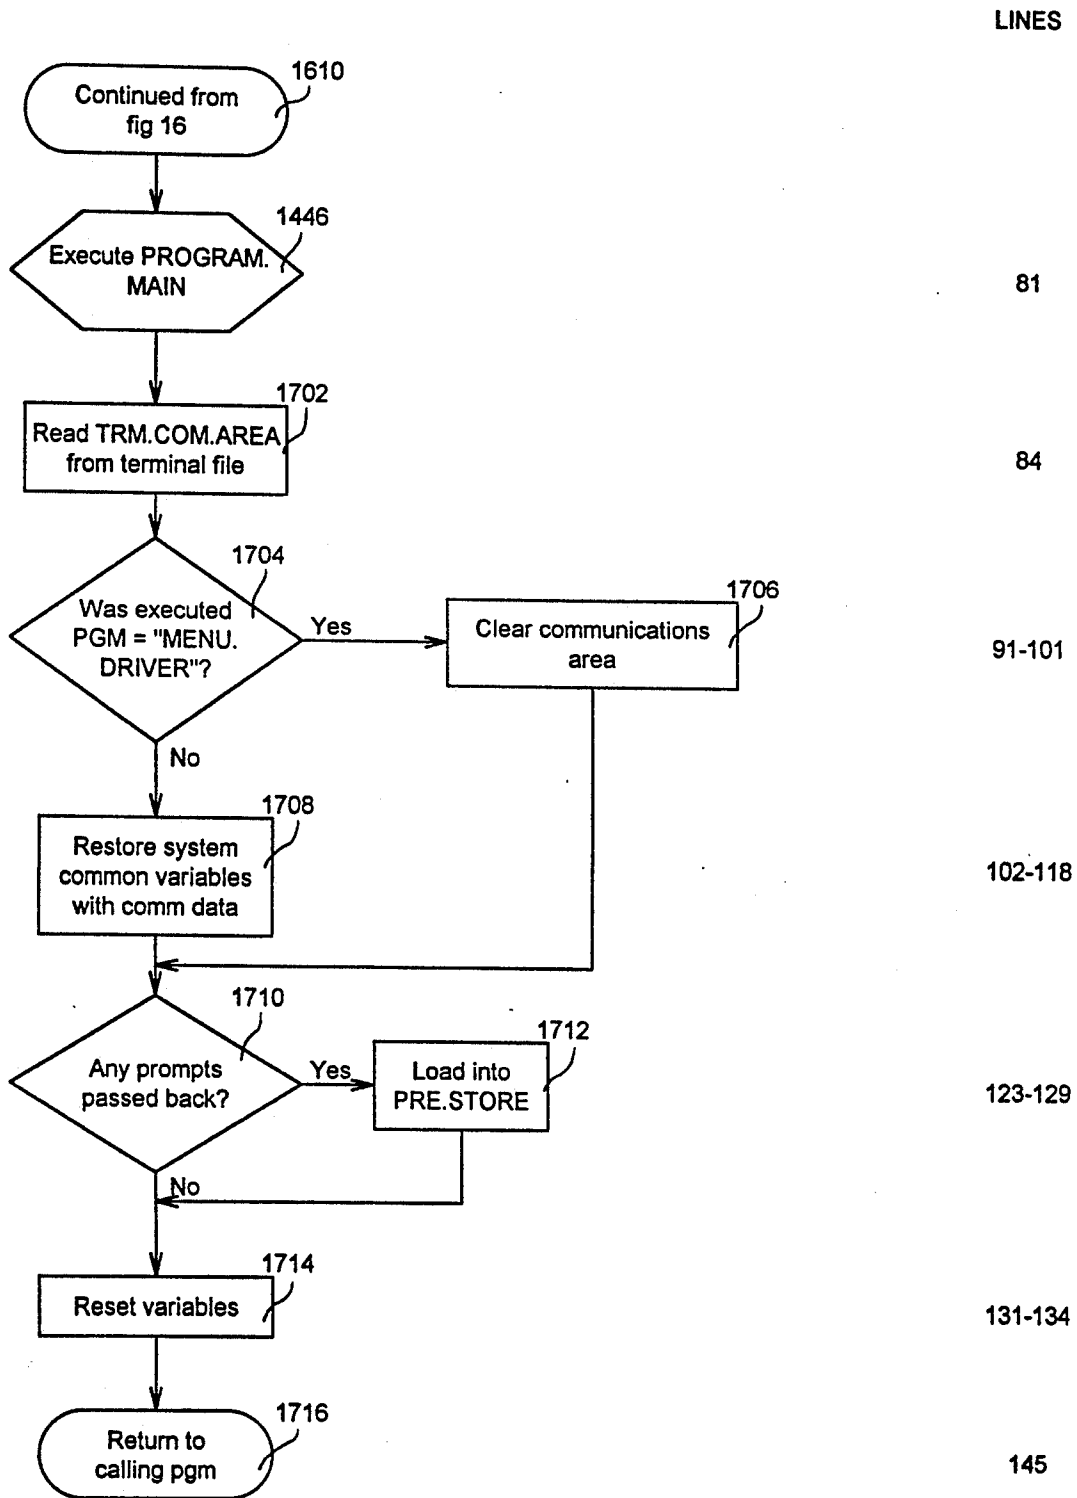 LINES
1610
Continued from
fig 16
1446
Execute PROGRAM.
MAIN
81
1702
Read TRM.COM.AREA
from terminal file
84
1704
Was executed
PGM = "MENU.
DRIVER"?
Yes
1706
Clear communications
area
91-101
No
1708
Restore system
common variables
with comm data
102-118
1710
Any prompts
passed back?
Yes
1712
Load into
PRE.STORE
123-129
No
1714
Reset variables
131-134
1716
Return to
calling pgm
145